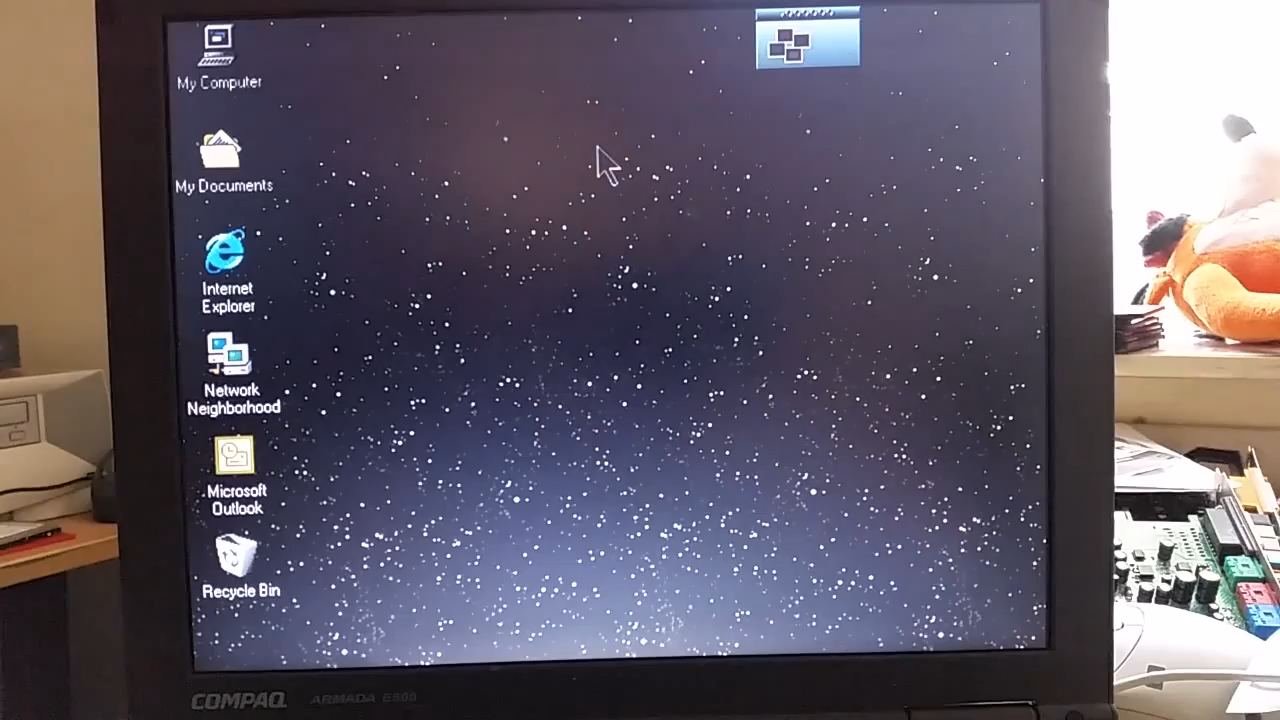 My Computer
My Documents
Internet
Explorer
Network
Neighborhood
Microsoft
Outlook
Recycle Bin
COMPAQ
ARMADA E500